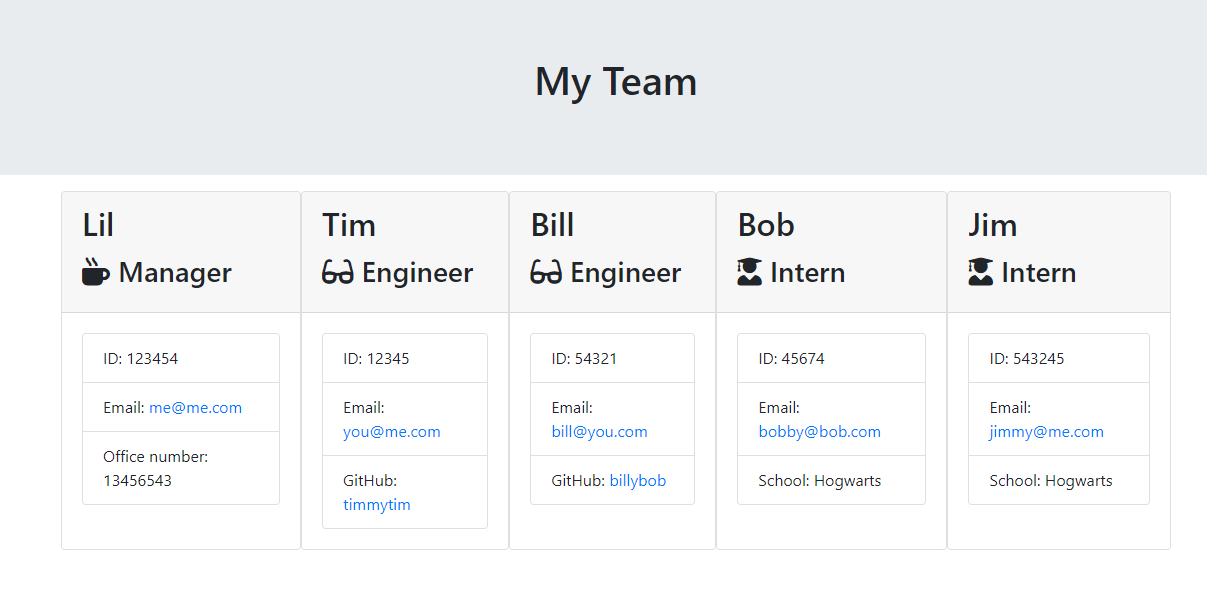 My Team
Lil
Manager
ID: 123454
Email: me@me.com
Office number:
13456543
Tim
Engineer
ID: 12345
Email:
you@me.com
GitHub:
timmytim
Bill
Engineer
ID: 54321
Email:
bill@you.com
GitHub: billybob
Bob
Intern
ID: 45674
Email:
bobby@bob.com
School: Hogwarts
Jim
Intern
ID: 543245
Email:
jimmy@me.com
School: Hogwarts